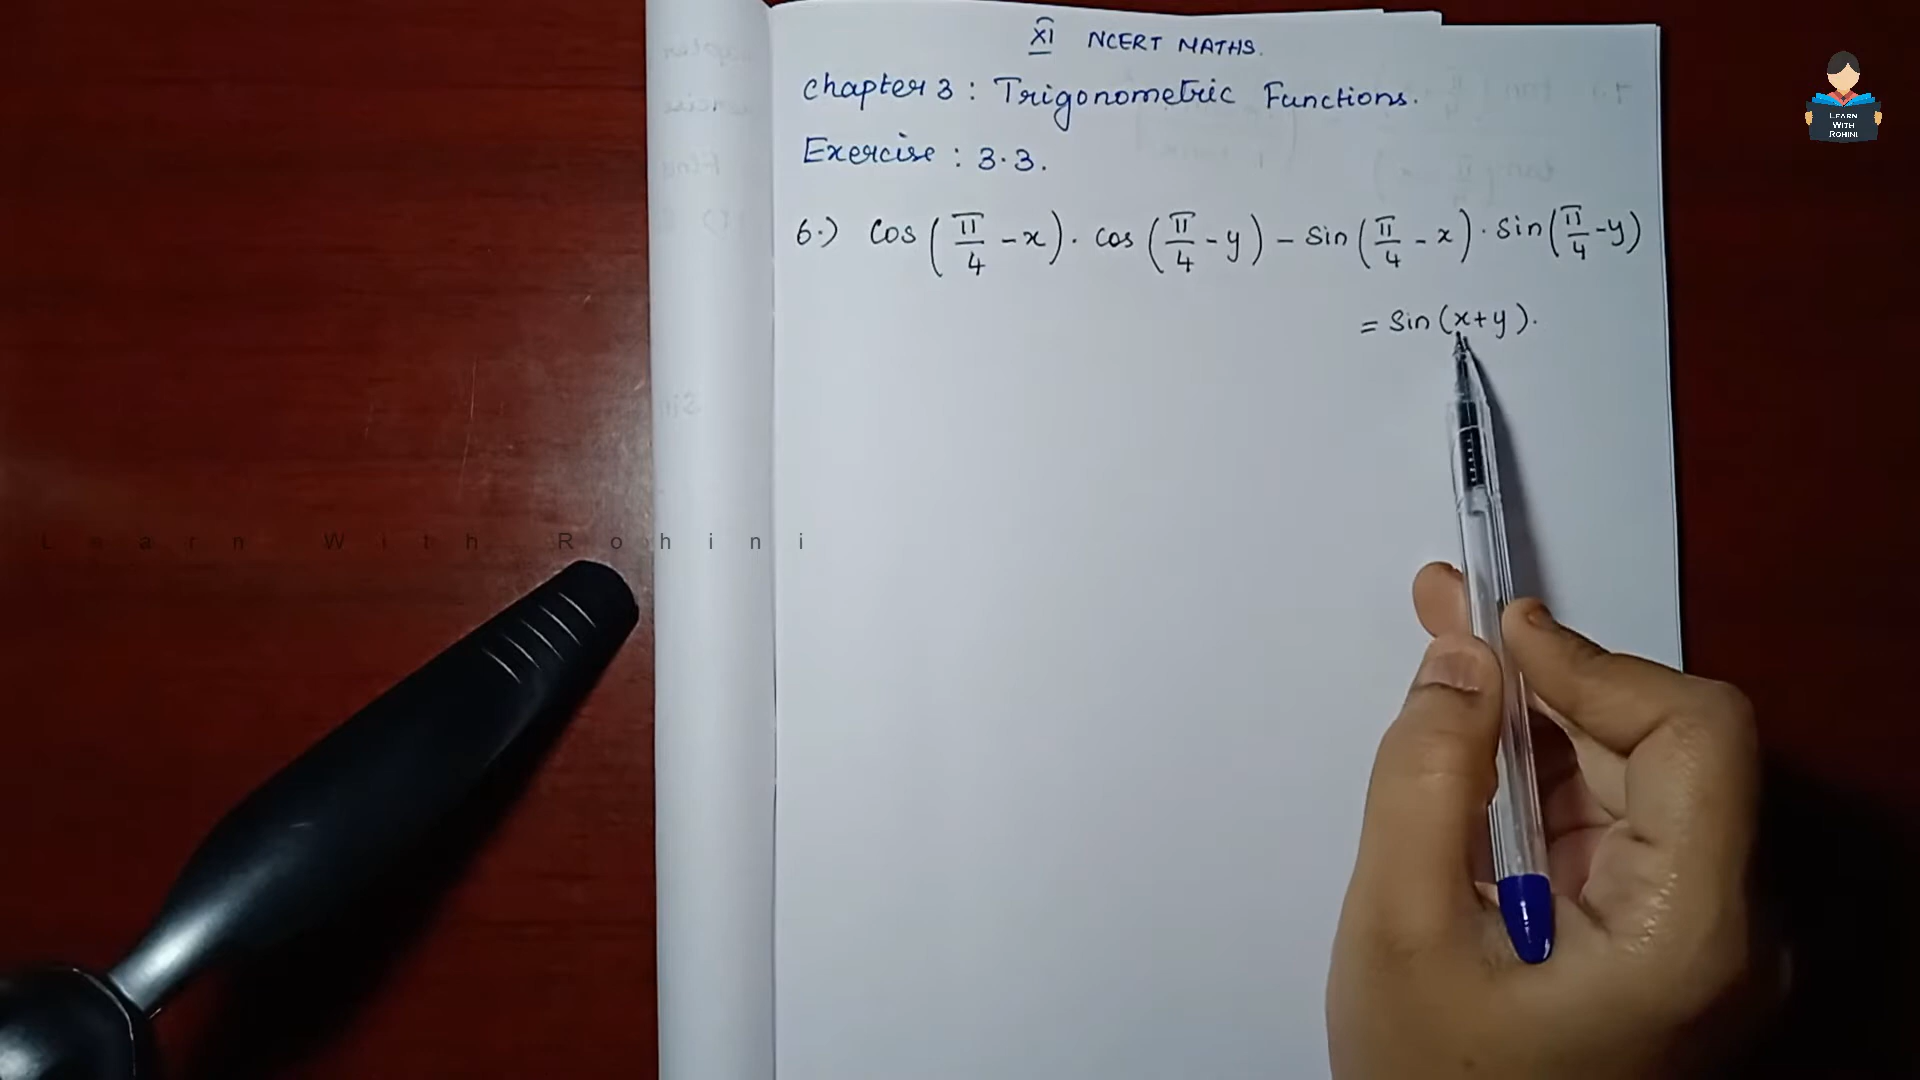 XI NCERT MATHS.
Chapter 3 : Trigonometric Functions.
Exercise : 3.3.
6.) cos(π/4 - x) . cos(π/4 - y) - sin(π/4 - x) . sin(π/4 - y)
= sin(x+y).
Learn With Rohini
LEARN
WITH
ROHINI